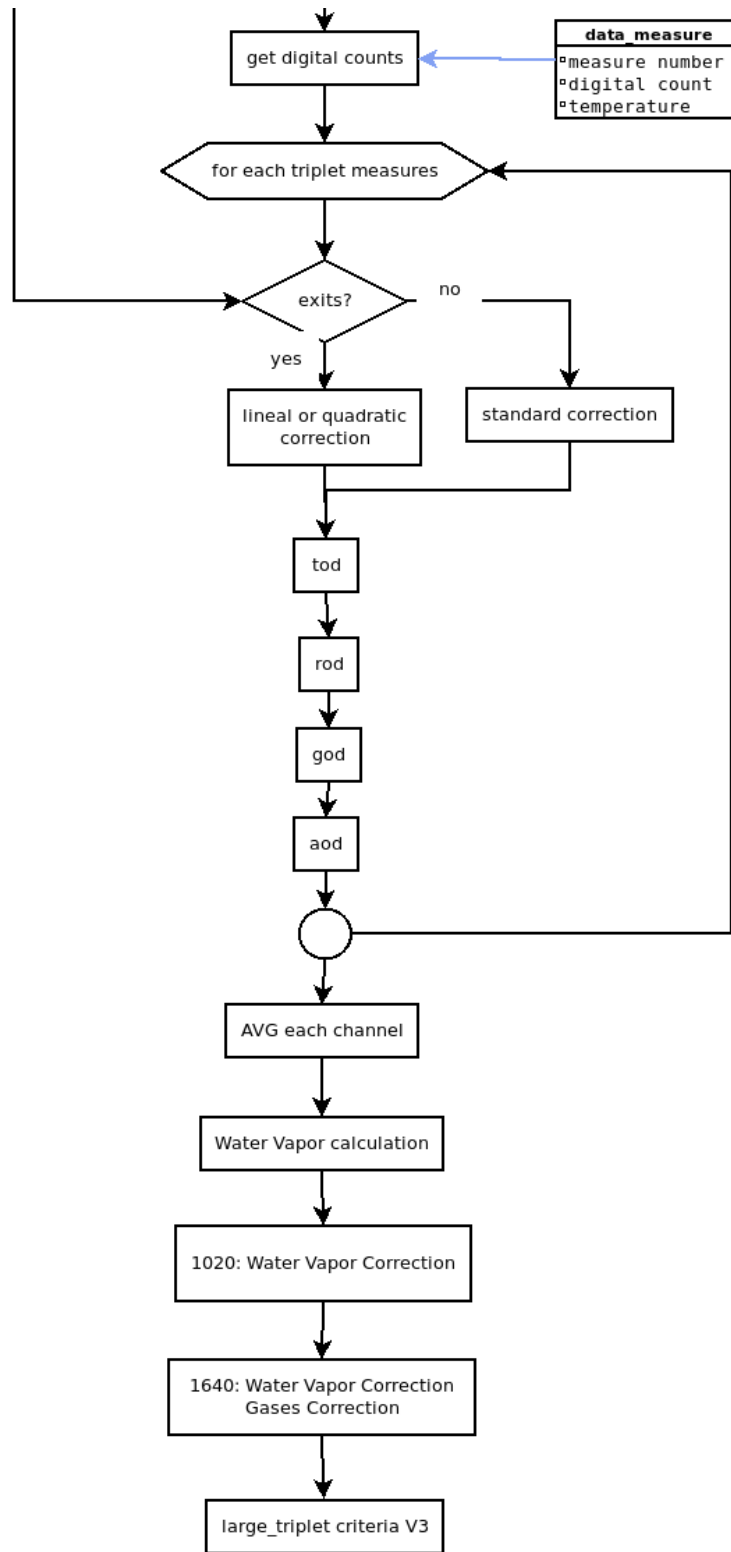 get digital counts
data_measure
measure number
digital count
temperature
for each triplet measures
exits?
no
yes
lineal or quadratic
correction
standard correction
tod
rod
god
aod
AVG each channel
Water Vapor calculation
1020: Water Vapor Correction
1640: Water Vapor Correction
Gases Correction
large_triplet criteria V3